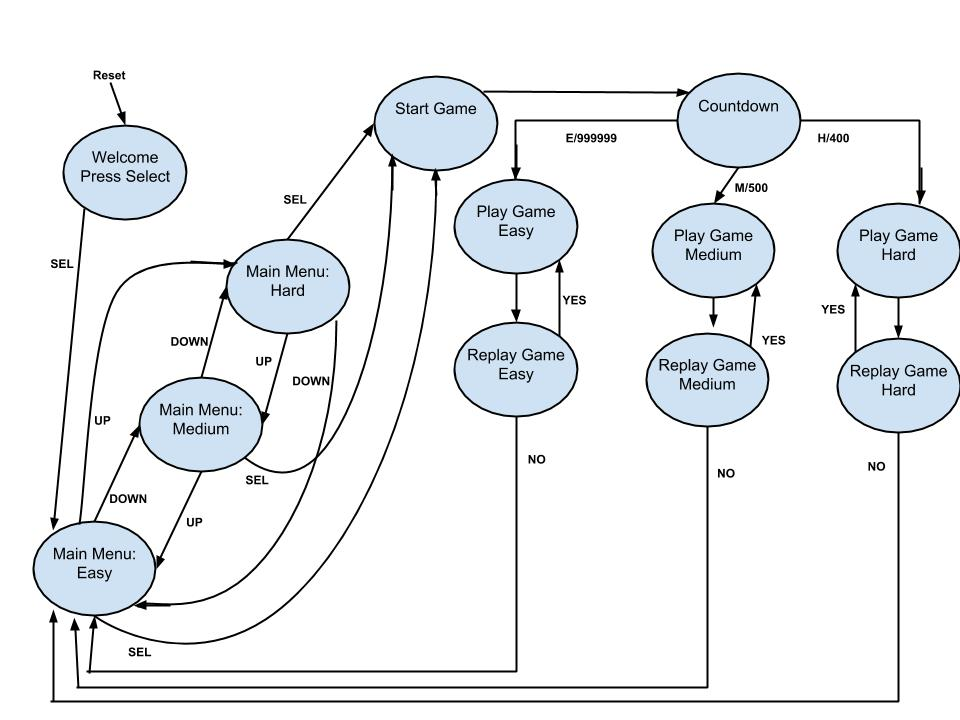 Reset
Start Game
Countdown
E/999999
H/400
Welcome
Press Select
M/500
SEL
Play Game
Easy
Play Game
Medium
Play Game
Hard
SEL
Main Menu:
Hard
YES
YES
DOWN
UP
YES
Replay Game
Easy
Replay Game
Medium
Replay Game
Hard
DOWN
Main Menu:
Medium
UP
NO
NO
NO
SEL
DOWN
UP
Main Menu:
Easy
SEL